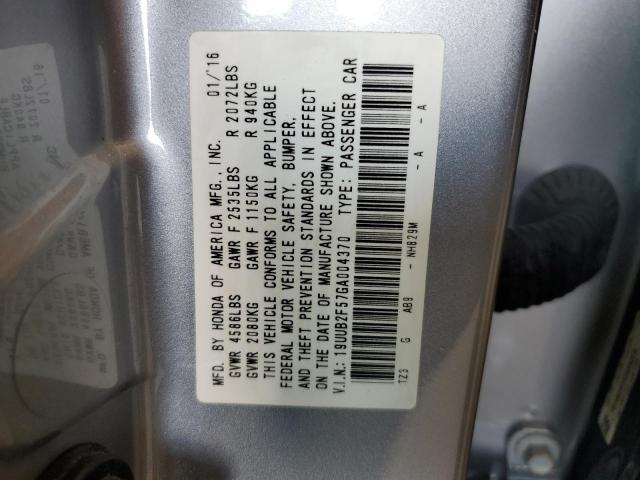 MFD. BY HONDA OF AMERICA MFG., INC. 01/'16
GVWR 4586LBS GAWR F 2535LBS R 2072LBS
GVWR 2080KG GAWR F 1150KG R 940KG
THIS VEHICLE CONFORMS TO ALL APPLICABLE
FEDERAL MOTOR VEHICLE SAFETY, BUMPER,
AND THEFT PREVENTION STANDARDS IN EFFECT
ON THE DATE OF MANUFACTURE SHOWN ABOVE.
V.I.N.: 19UUB2F57GA004370 TYPE: PASSENGER CAR
TZ3 G AB9 - NH829M - A - A